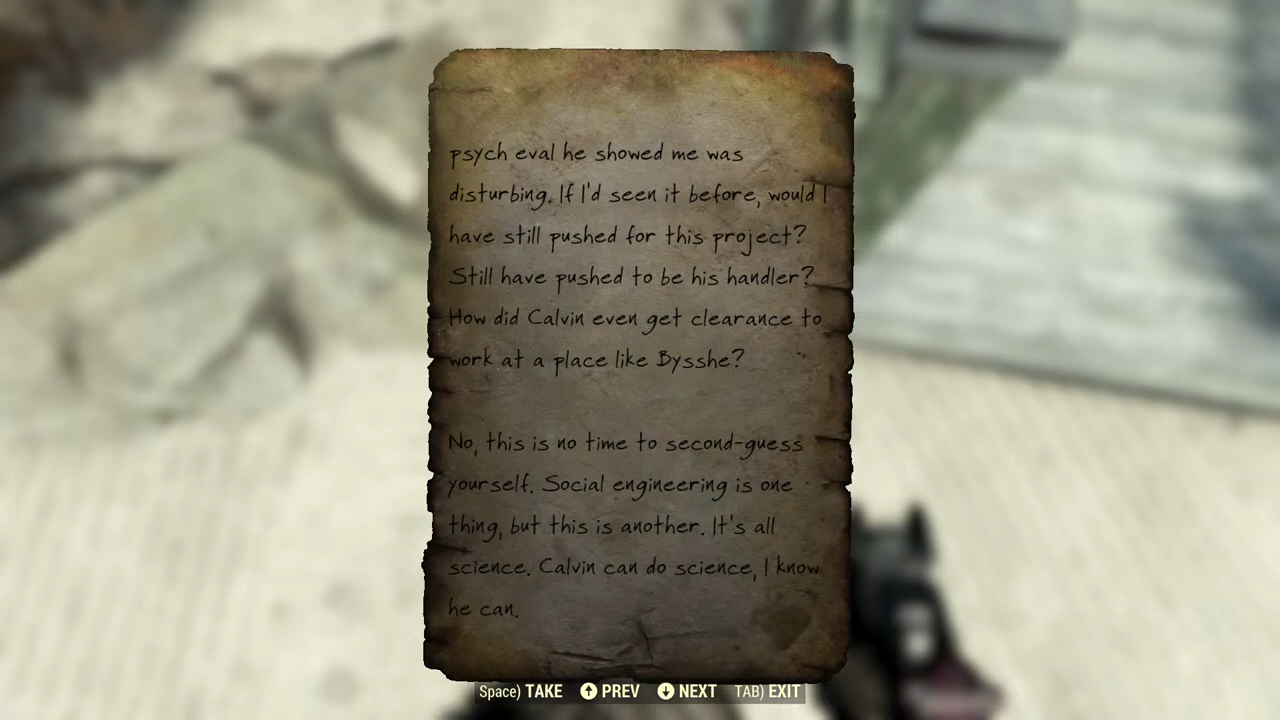 psych eval he showed me was
disturbing. If I'd seen it before, would I
have still pushed for this project?
Still have pushed to be his handler?
How did Calvin even get clearance to
work at a place like Bysshe?
No, this is no time to second-guess
yourself. Social engineering is one
thing, but this is another. It's all
science. Calvin can do science, I know
he can.
Space) TAKE PREV NEXT TAB) EXIT